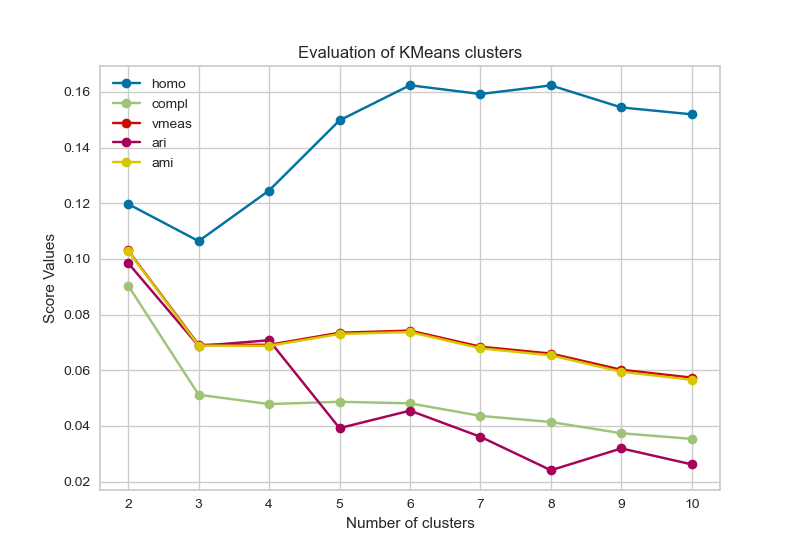 Evaluation of KMeans clusters
homo
compl
vmeas
ari
ami
Score Values
0.16
0.14
0.12
0.10
0.08
0.06
0.04
0.02
2 3 4 5 6 7 8 9 10
Number of clusters